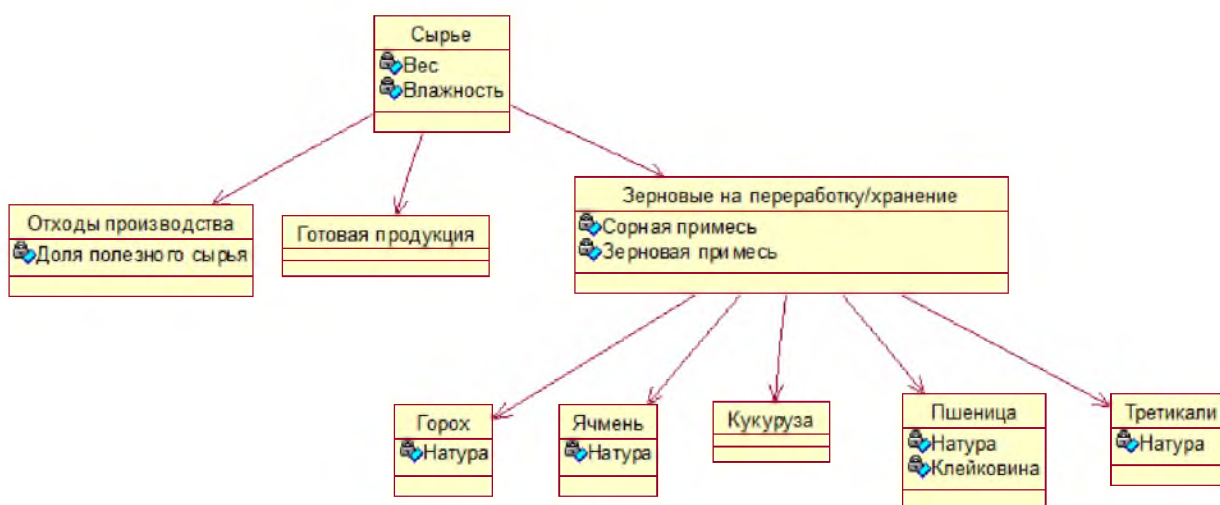 Сырье
Вес
Влажность
Отходы производства
Доля полезного сырья
Готовая продукция
Зерновые на переработку/хранение
Сорная примесь
Зерновая примесь
Горох
Натура
Ячмень
Натура
Кукуруза
Пшеница
Натура
Клейковина
Третикали
Натура